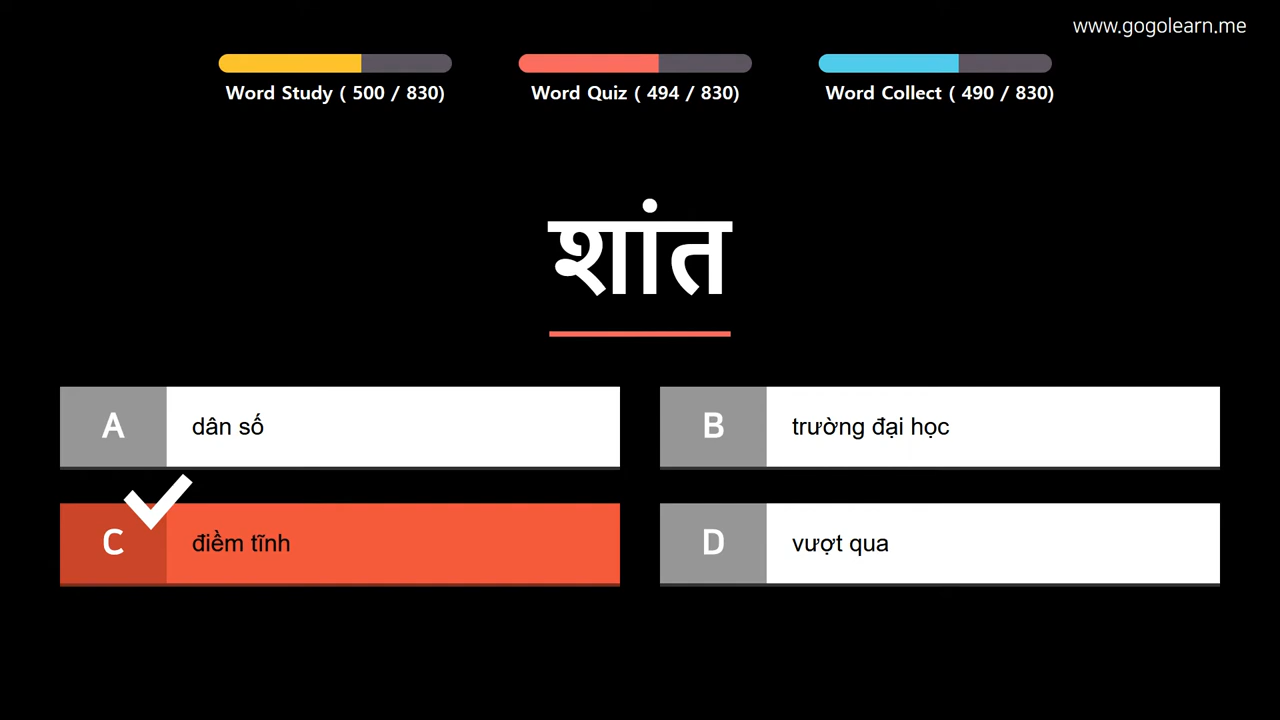 www.gogolearn.me
Word Study ( 500 / 830)
Word Quiz ( 494 / 830)
Word Collect ( 490 / 830)
शांत
A
dân số
B
trường đại học
C
điềm tĩnh
D
vượt qua